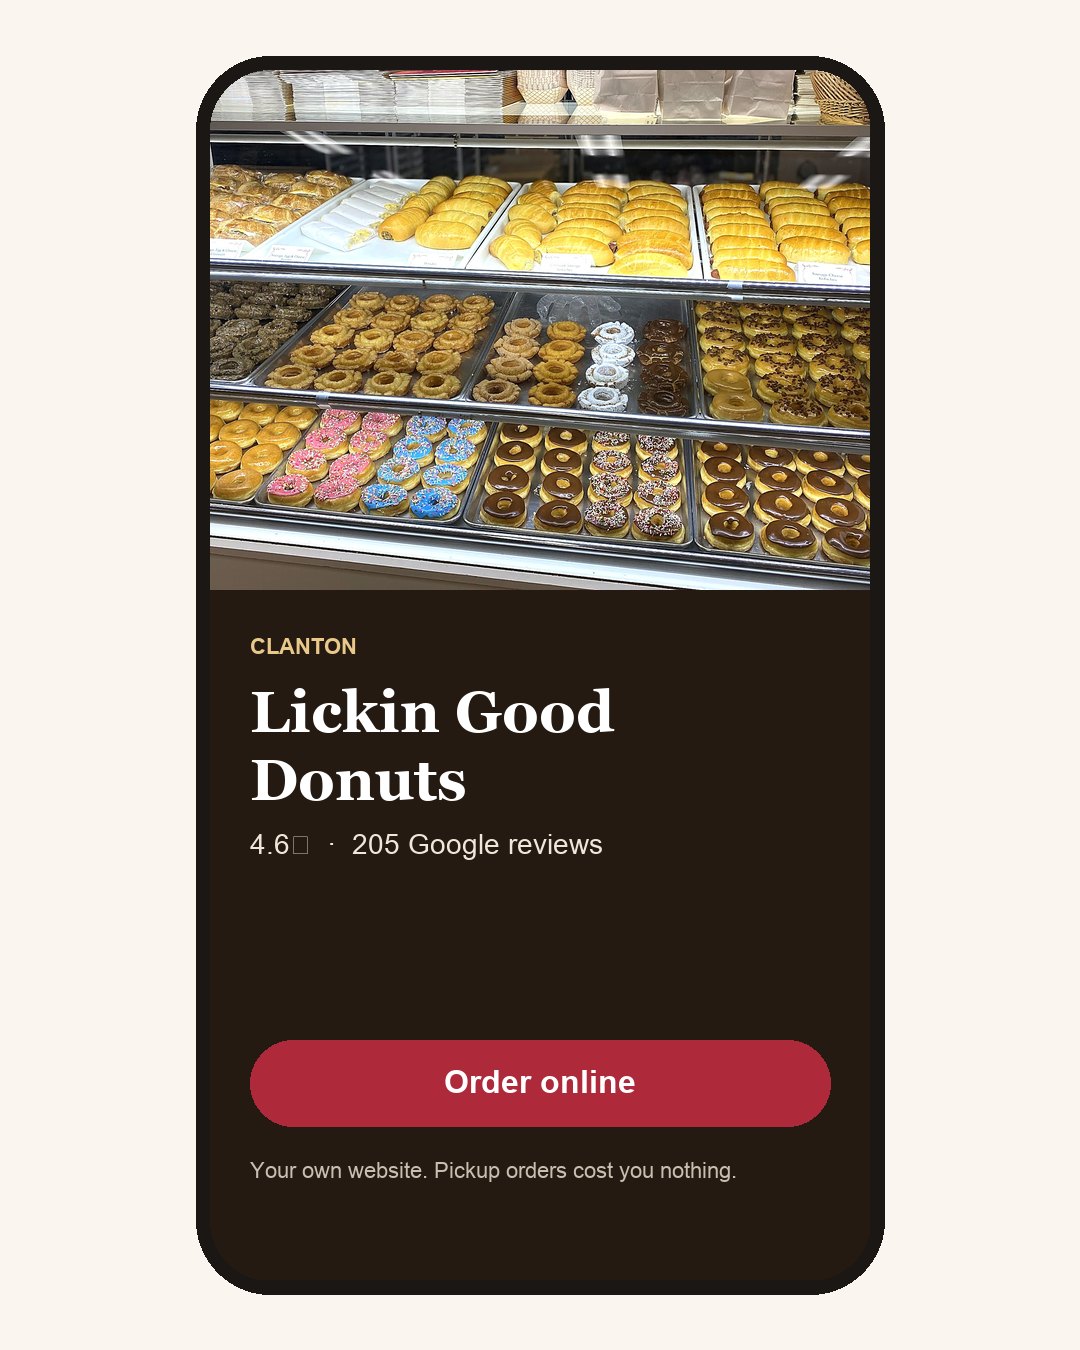 CLANTON
Lickin Good
Donuts
4.6□ · 205 Google reviews
Order online
Your own website. Pickup orders cost you nothing.